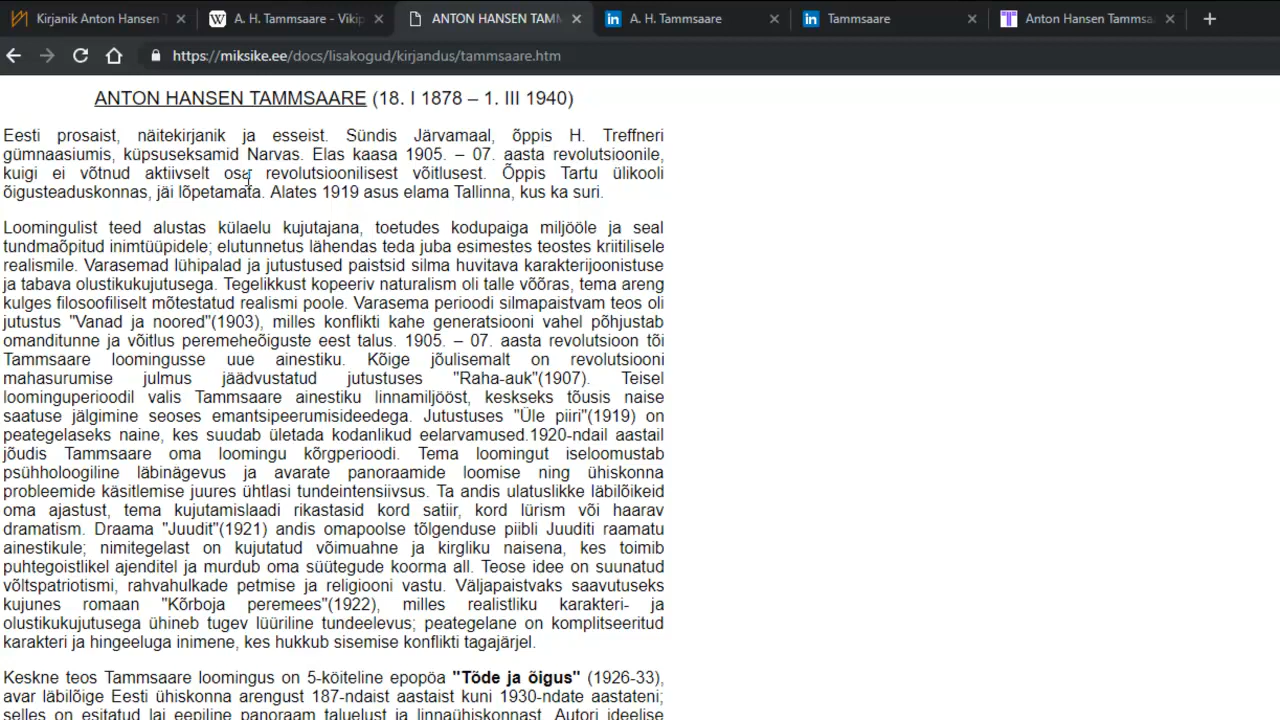 Kirjanik Anton Hansen T
A. H. Tammsaare - Vikip
ANTON HANSEN TAMM
A. H. Tammsaare
Tammsaare
Anton Hansen Tammsa
https://miksike.ee/docs/lisakogud/kirjandus/tammsaare.htm
ANTON HANSEN TAMMSAARE (18. I 1878 – 1. III 1940)
Eesti prosaist, näitekirjanik ja esseist. Sündis Järvamaal, õppis H. Treffneri
gümnaasiumis, küpsuseksamid Narvas. Elas kaasa 1905. – 07. aasta revolutsioonile,
kuigi ei võtnud aktiivselt osa revolutsioonilisest võitlusest. Õppis Tartu ülikooli
õigusteaduskonnas, jäi lõpetamata. Alates 1919 asus elama Tallinna, kus ka suri.
Loomingulist teed alustas külaelu kujutajana, toetudes kodupaiga miljööle ja seal
tundmaõpitud inimtüüpidele; elutunnetus lähendas teda juba esimestes teostes kriitilisele
realismile. Varasemad lühipalad ja jutustused paistsid silma huvitava karakterijoonistuse
ja tabava olustikukujutusega. Tegelikkust kopeeriv naturalism oli talle võõras, tema areng
kulges filosoofiliselt mõtestatud realismi poole. Varasema perioodi silmapaistvam teos oli
jutustus "Vanad ja noored"(1903), milles konflikti kahe generatsiooni vahel põhjustab
omanditunne ja võitlus peremeheõiguste eest talus. 1905. – 07. aasta revolutsioon tõi
Tammsaare loomingusse uue ainestiku. Kõige jõulisemalt on revolutsiooni
mahasurumise julmus jäädvustatud jutustuses "Raha-auk"(1907). Teisel
loominguperioodil valis Tammsaare ainestiku linnamiljööst, keskseks tõusis naise
saatuse jälgimine seoses emantsipeerumisideedega. Jutustuses "Üle piiri"(1919) on
peategelaseks naine, kes suudab ületada kodanlikud eelarvamused.1920-ndail aastail
jõudis Tammsaare oma loomingu kõrgperioodi. Tema loomingut iseloomustab
psühholoogiline läbinägevus ja avarate panoraamide loomise ning ühiskonna
probleemide käsitlemise juures ühtlasi tundeintensiivsus. Ta andis ulatuslikke läbilõikeid
oma ajastust, tema kujutamislaadi rikastasid kord satiir, kord lürism või haarav
dramatism. Draama "Juudit"(1921) andis omapoolse tõlgenduse piibli Juuditi raamatu
ainestikule; nimitegelast on kujutatud võimuahne ja kirgliku naisena, kes toimib
puhtegoistlikel ajenditel ja murdub oma süütegude koorma all. Teose idee on suunatud
võltspatriotismi, rahvahulkade petmise ja religiooni vastu. Väljapaistvaks saavutuseks
kujunes romaan "Kõrboja peremees"(1922), milles realistliku karakteri- ja
olustikukujutusega ühineb tugev lüüriline tundeelevus; peategelane on komplitseeritud
karakteri ja hingeeluga inimene, kes hukkub sisemise konflikti tagajärjel.
Keskne teos Tammsaare loomingus on 5-köiteline epopöa "Tõde ja õigus" (1926-33),
avar läbilõige Eesti ühiskonna arengust 187-ndaist aastaist kuni 1930-ndate aastateni;
selles on esitatud lai eepiline panoraam taluelust ja linnaühiskonnast. Autori ideelise